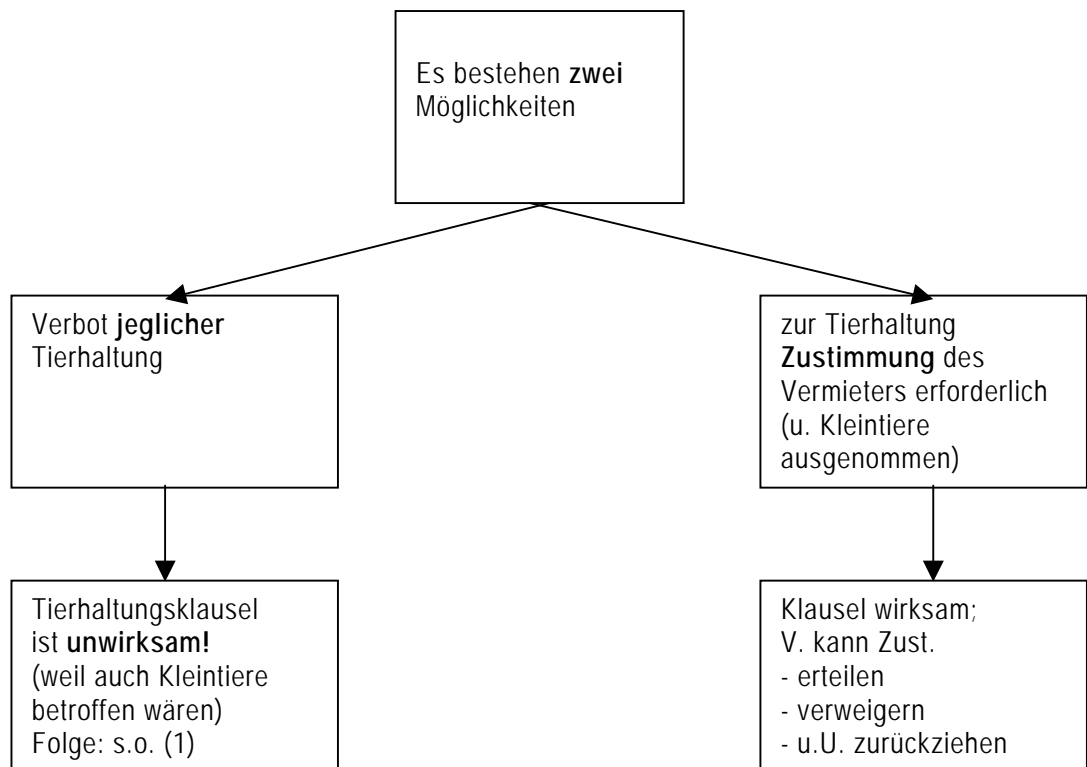 Es bestehen zwei
Möglichkeiten
Verbot jeglicher
Tierhaltung
zur Tierhaltung
Zustimmung des
Vermieters erforderlich
(u. Kleintiere
ausgenommen)
Tierhaltungsklausel
ist unwirksam!
(weil auch Kleintiere
betroffen wären)
Folge: s.o. (1)
Klausel wirksam;
V. kann Zust.
- erteilen
- verweigern
- u.U. zurückziehen